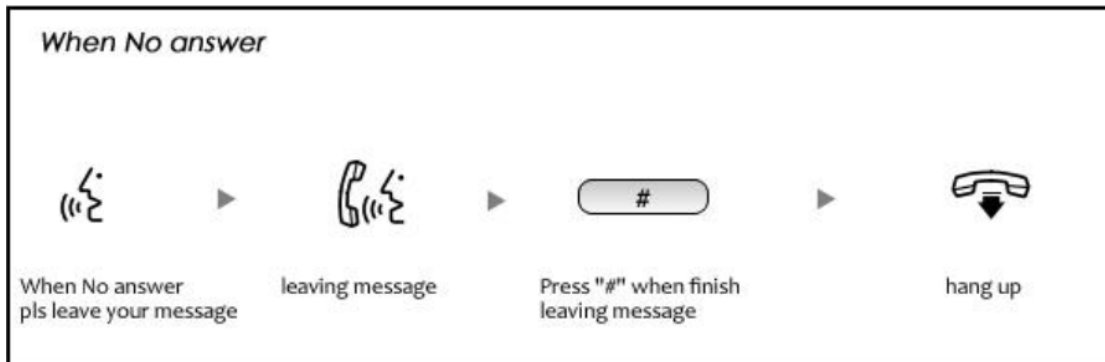 When No answer
#
When No answer
pls leave your message
leaving message
Press "#" when finish
leaving message
hang up